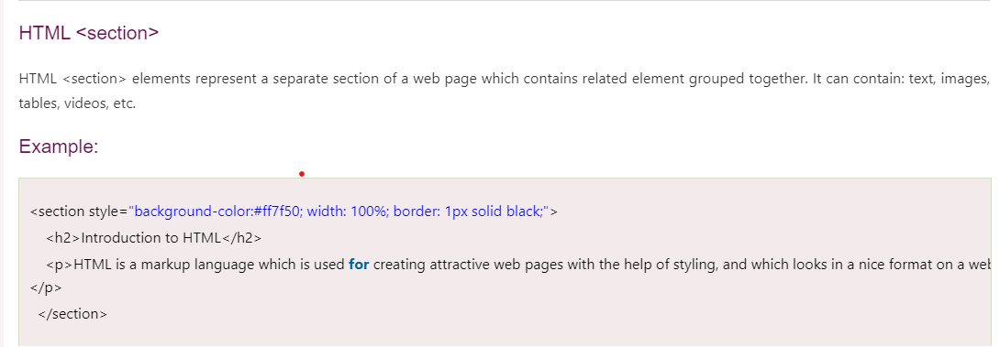 HTML <section>
HTML <section> elements represent a separate section of a web page which contains related element grouped together. It can contain: text, images,
tables, videos, etc.
Example:
<section style="background-color:#ff7f50; width: 100%; border: 1px solid black;">
<h2>Introduction to HTML</h2>
<p>HTML is a markup language which is used for creating attractive web pages with the help of styling, and which looks in a nice format on a web
</p>
</section>